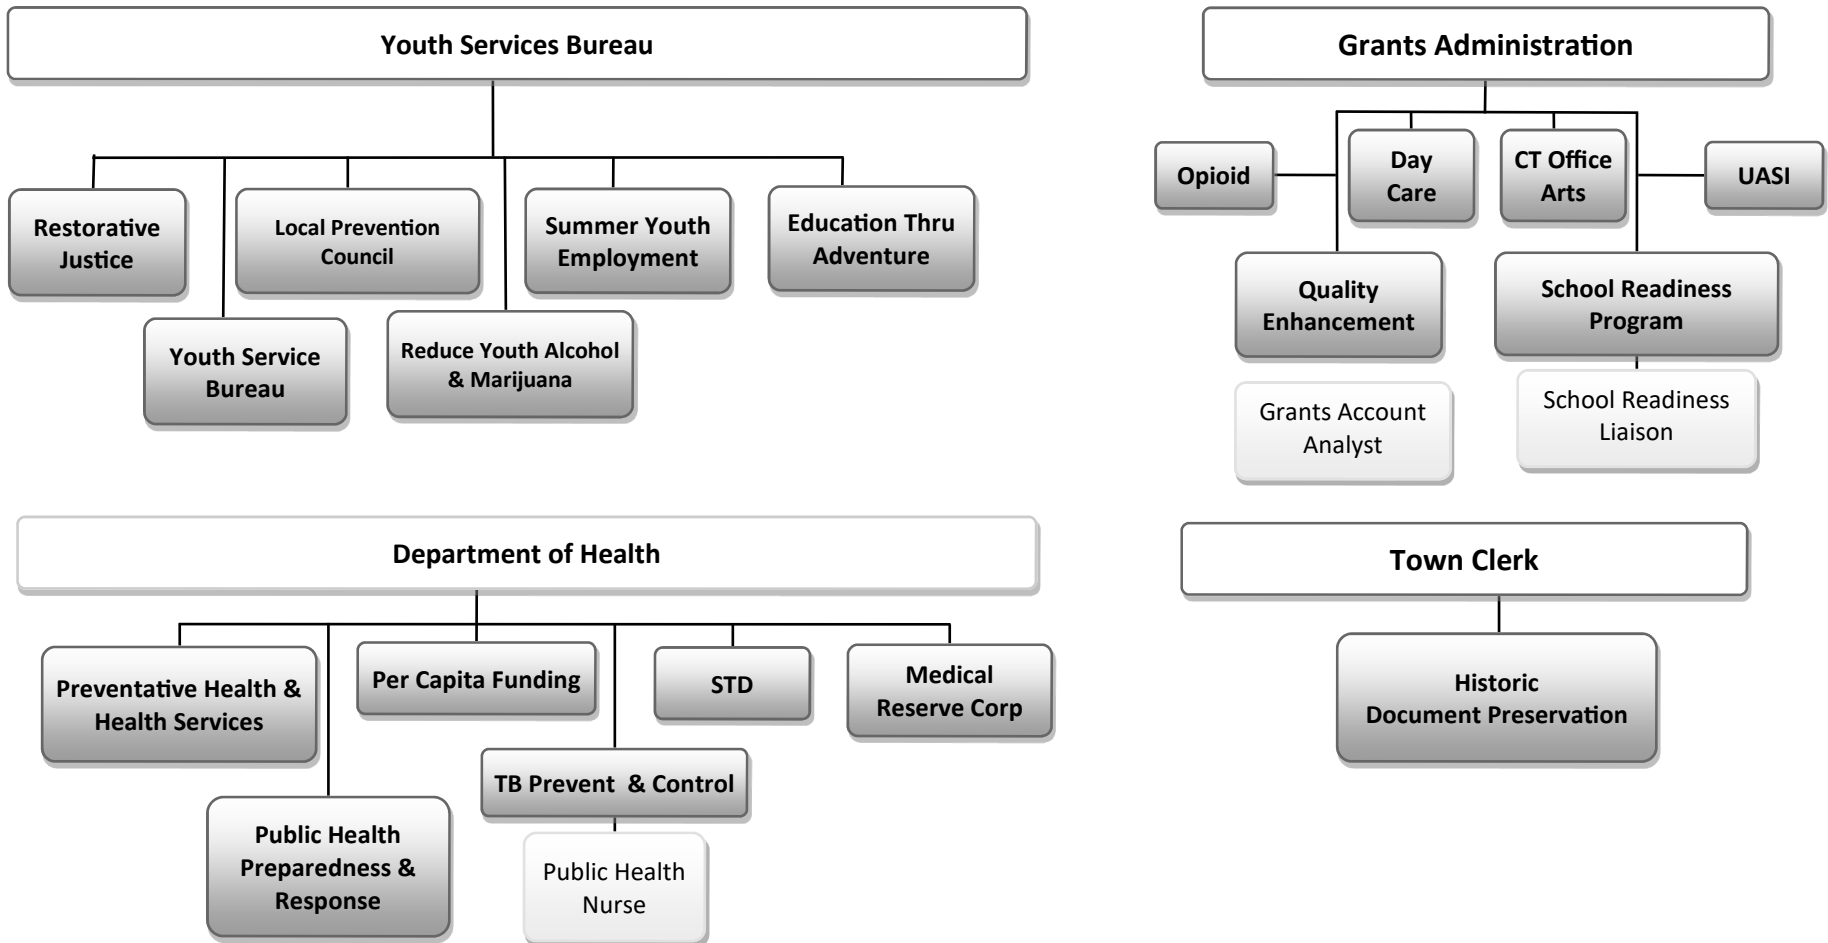 Youth Services Bureau
Restorative
Justice
Local Prevention
Council
Summer Youth
Employment
Education Thru
Adventure
Youth Service
Bureau
Reduce Youth Alcohol
& Marijuana
Grants Administration
Opioid
Day
Care
CT Office
Arts
UASI
Quality
Enhancement
School Readiness
Program
Grants Account
Analyst
School Readiness
Liaison
Department of Health
Preventative Health &
Health Services
Per Capita Funding
STD
Medical
Reserve Corp
TB Prevent & Control
Public Health
Preparedness &
Response
Public Health
Nurse
Town Clerk
Historic
Document Preservation